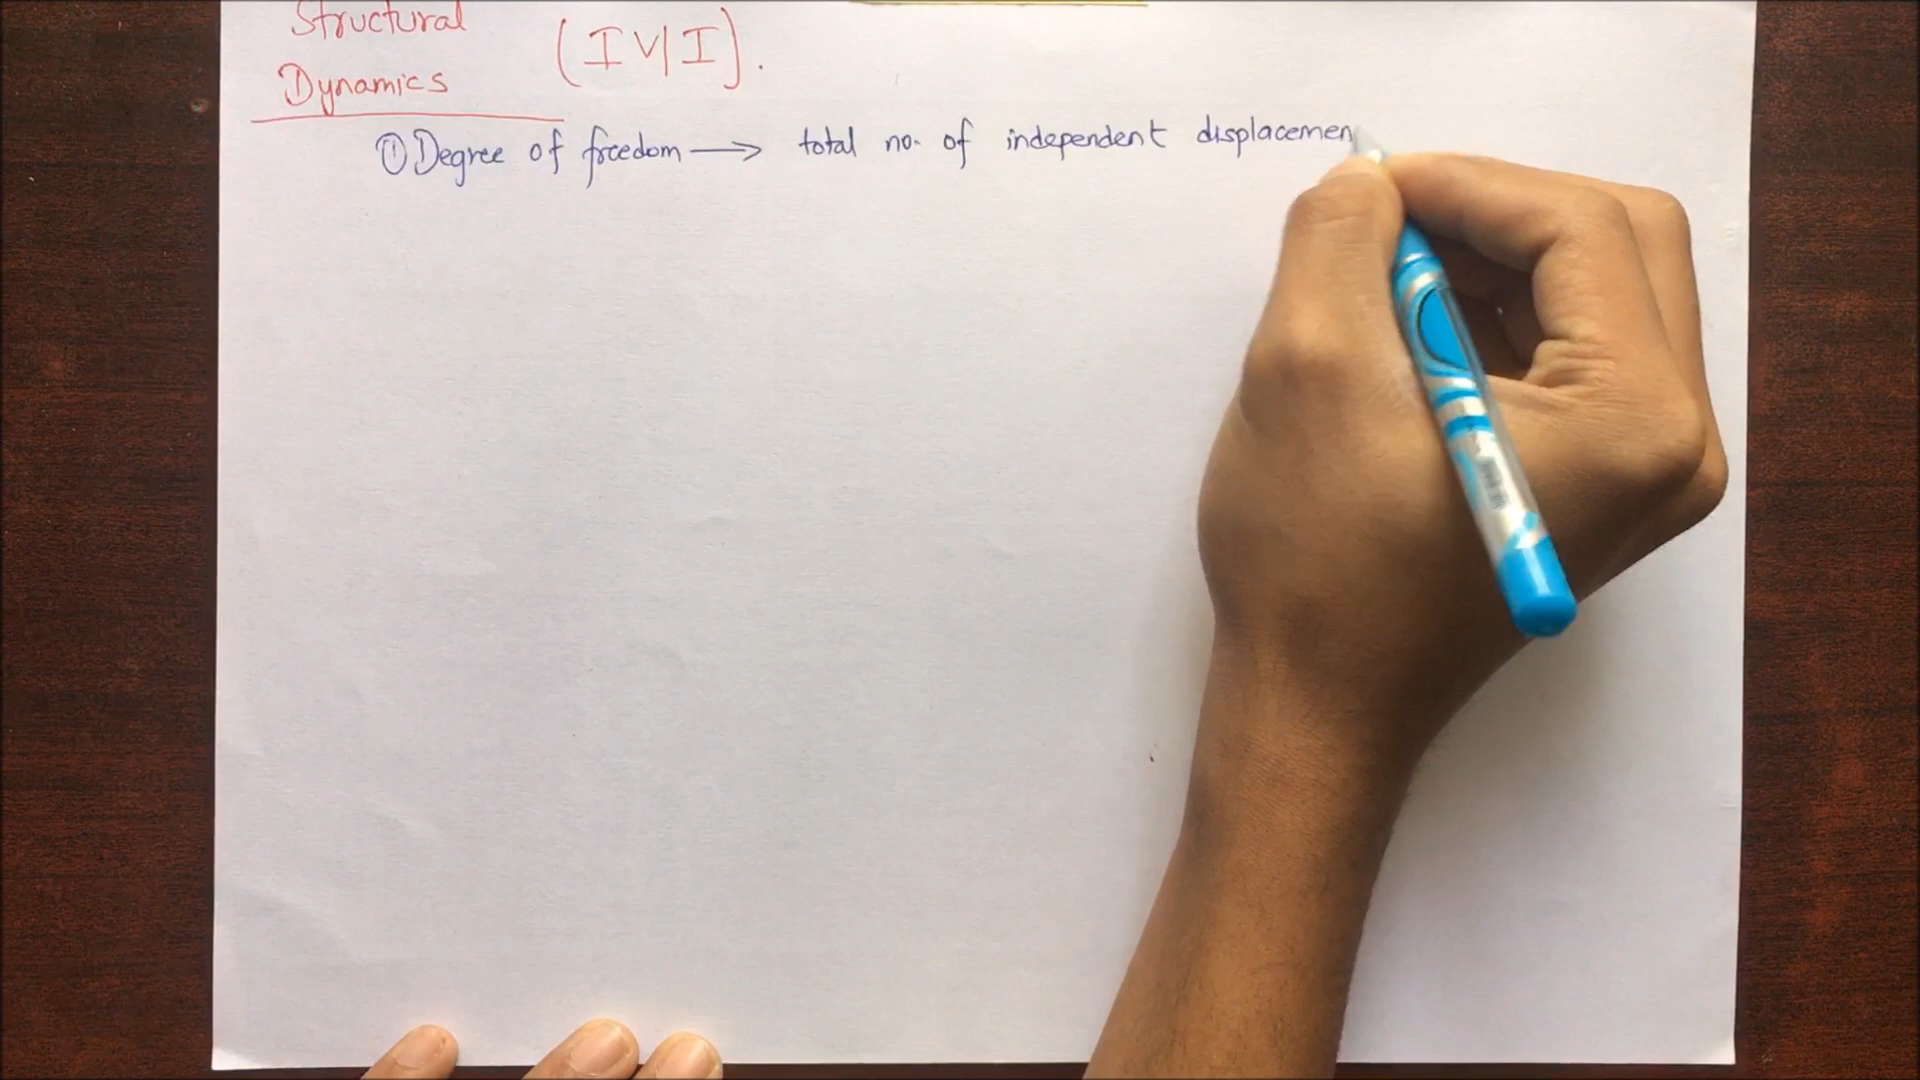 Structural
Dynamics (IV/I).
① Degree of freedom → total no. of independent displacemen